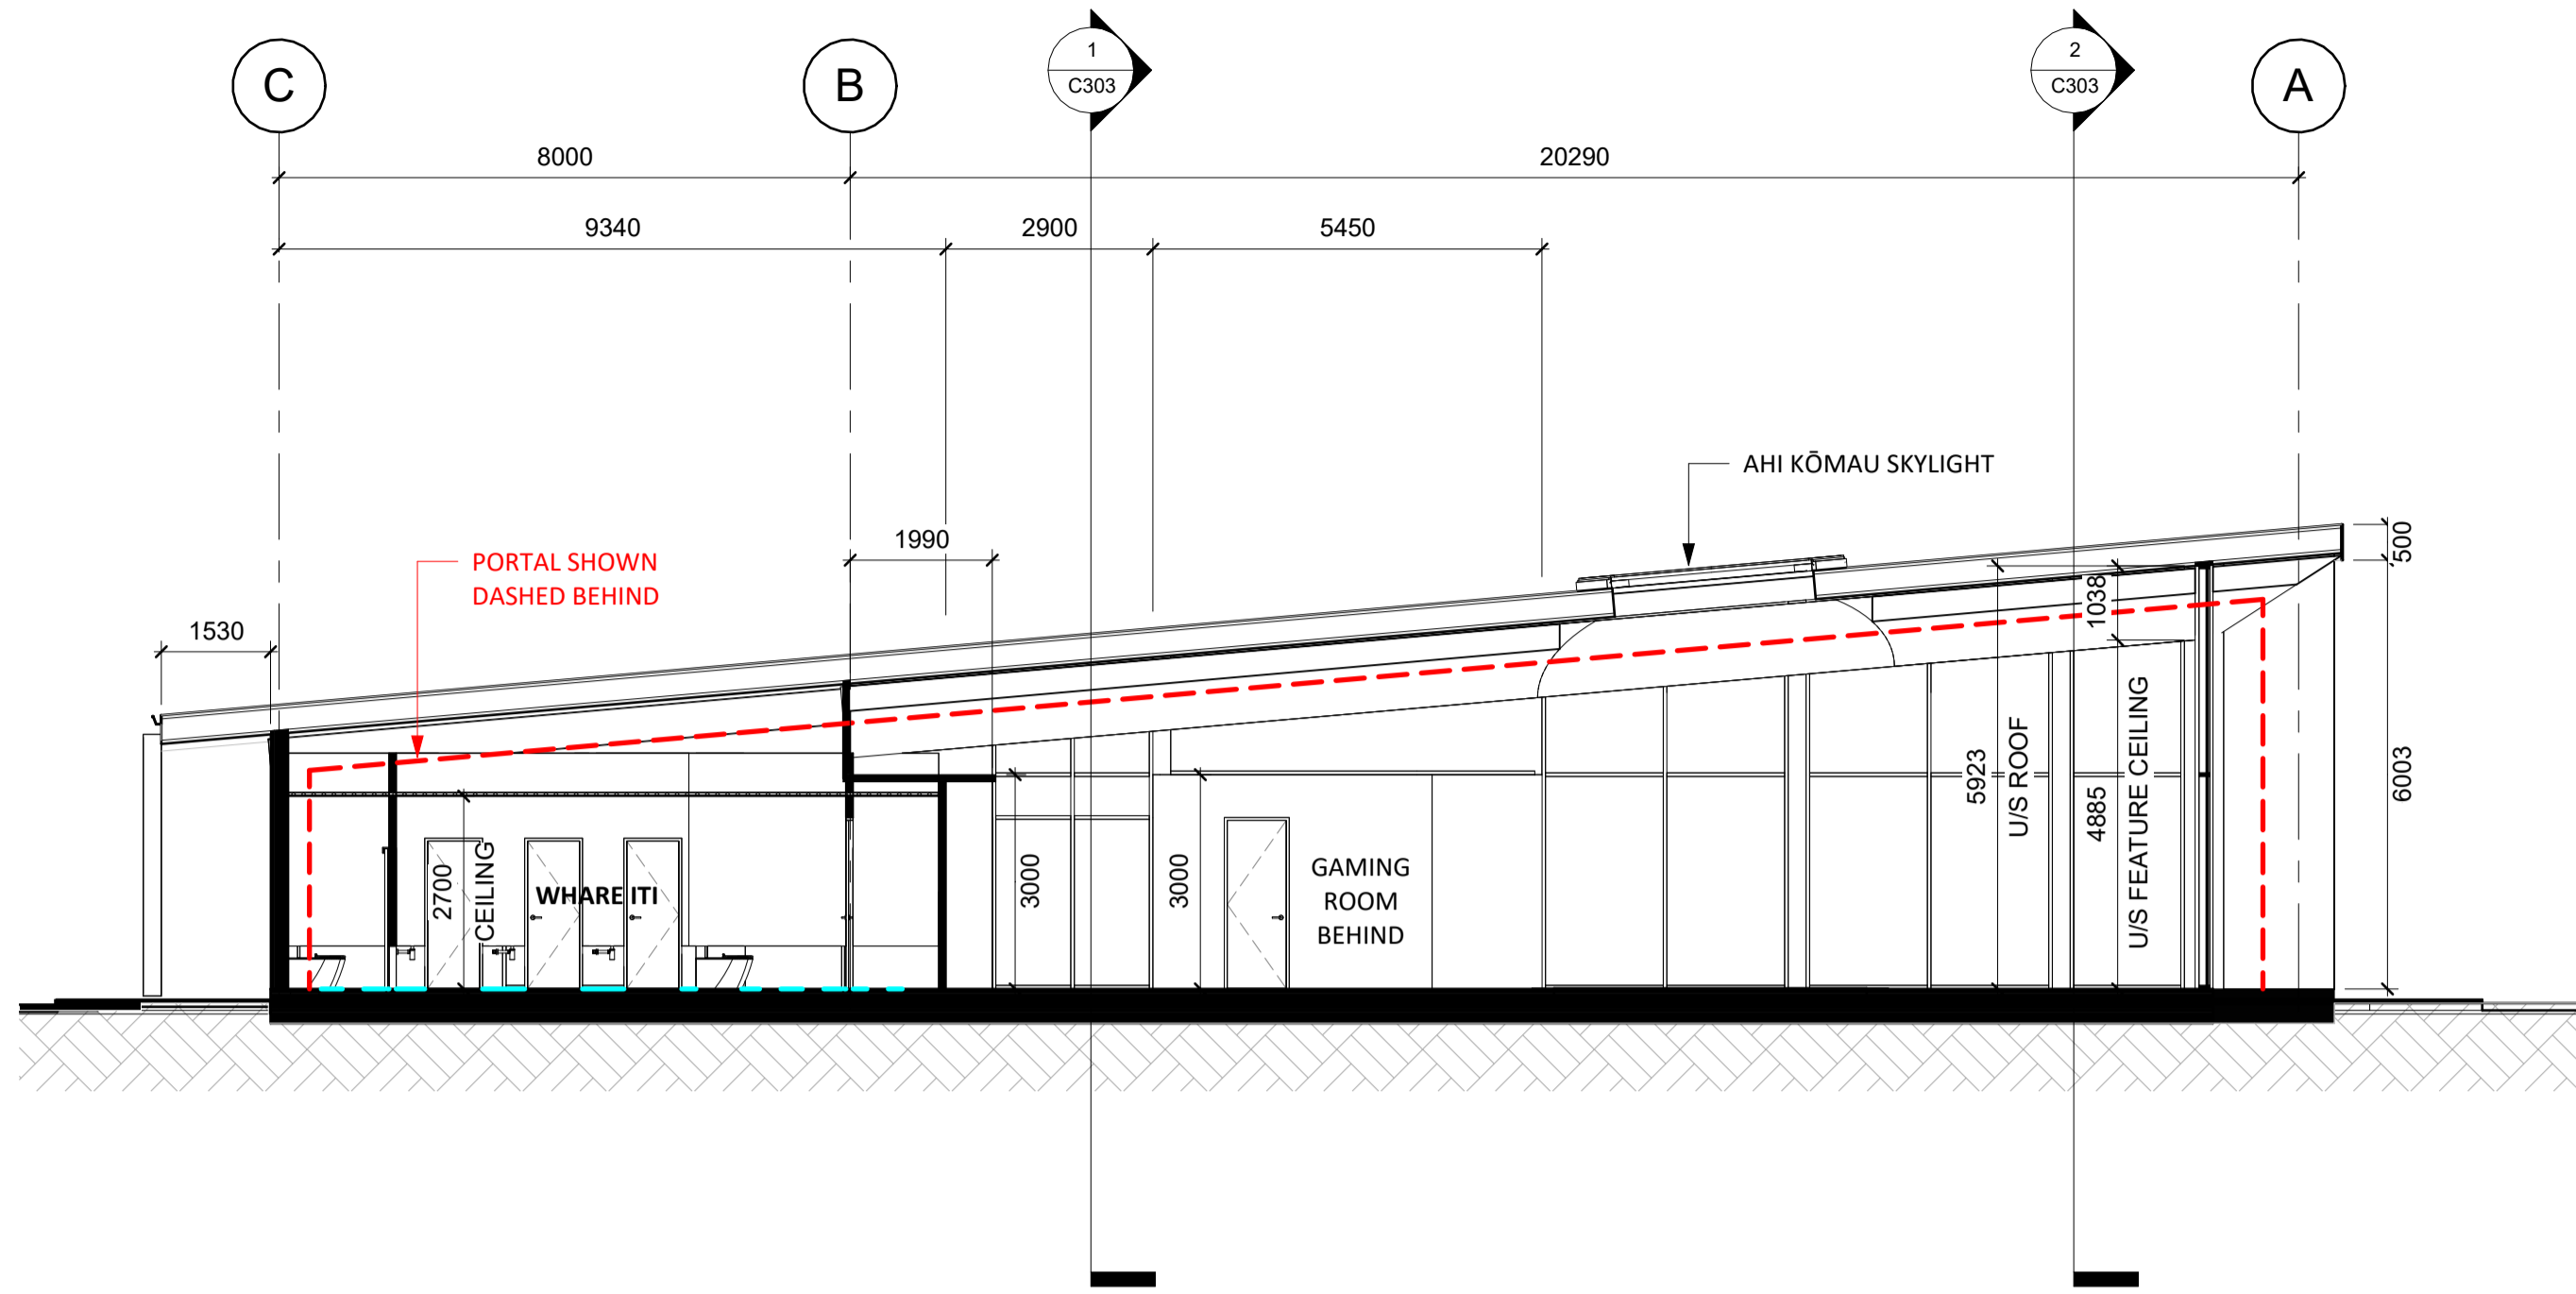 C
B
1
C303
2
C303
A
8000
20290
9340
2900
5450
AHI KŌMAU SKYLIGHT
1990
PORTAL SHOWN
DASHED BEHIND
500
1038
1530
5923
U/S ROOF
4885
U/S FEATURE CEILING
6003
2700
CEILING
WHARE ITI
3000
3000
GAMING
ROOM
BEHIND